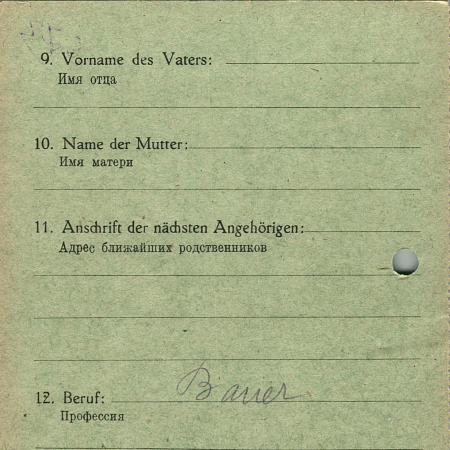 9. Vorname des Vaters:
Имя отца
10. Name der Mutter:
Имя матери
11. Anschrift der nächsten Angehörigen:
Адрес ближайших родственников
12. Beruf: Bauer
Профессия